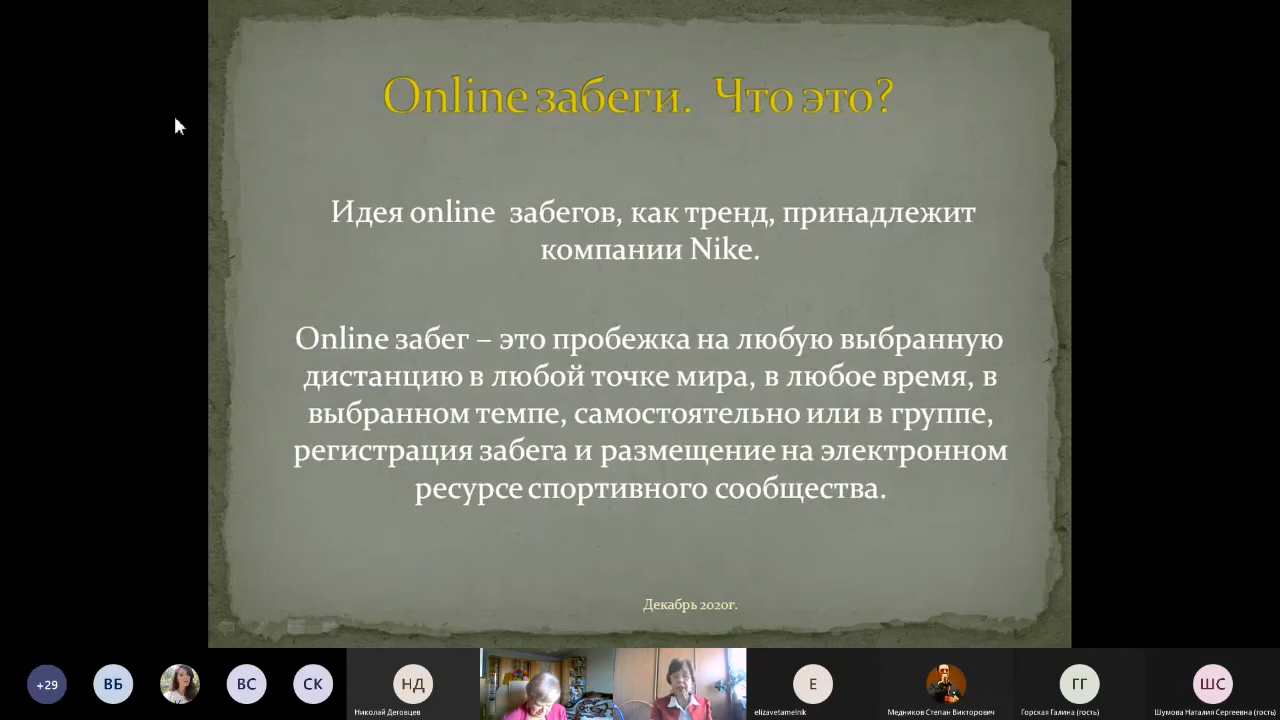 Online забеги. Что это?
Идея online забегов, как тренд, принадлежит
компании Nike.
Online забег – это пробежка на любую выбранную
дистанцию в любой точке мира, в любое время, в
выбранном темпе, самостоятельно или в группе,
регистрация забега и размещение на электронном
ресурсе спортивного сообщества.
Декабрь 2020г.
+29
ВБ
ВС
СК
НД
Николай Деговцев
E
elizavetamelnik
Медников Степан Викторович
ГГ
Горская Галина (гость)
ШС
Шумова Наталия Сергеевна (гость)